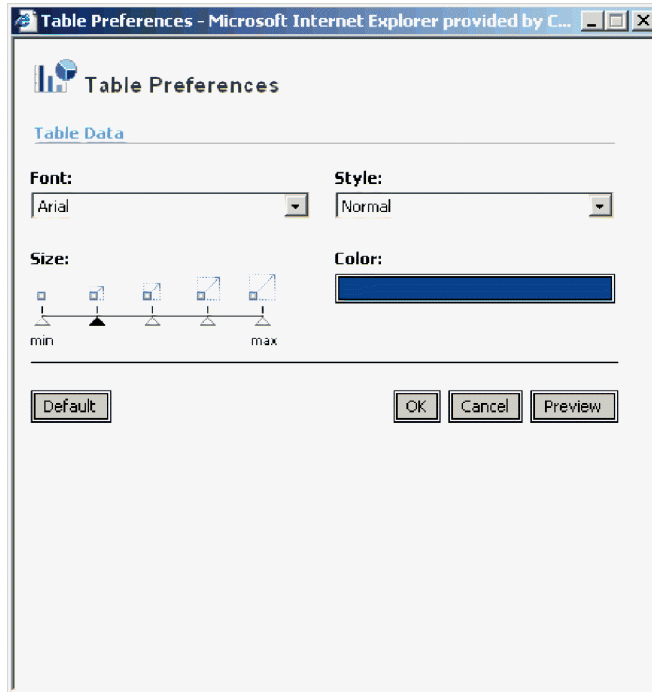 Table Preferences - Microsoft Internet Explorer provided by C...
Table Preferences
Table Data
Font: Style:
Arial Normal
Size: Color:
min max
Default OK Cancel Preview